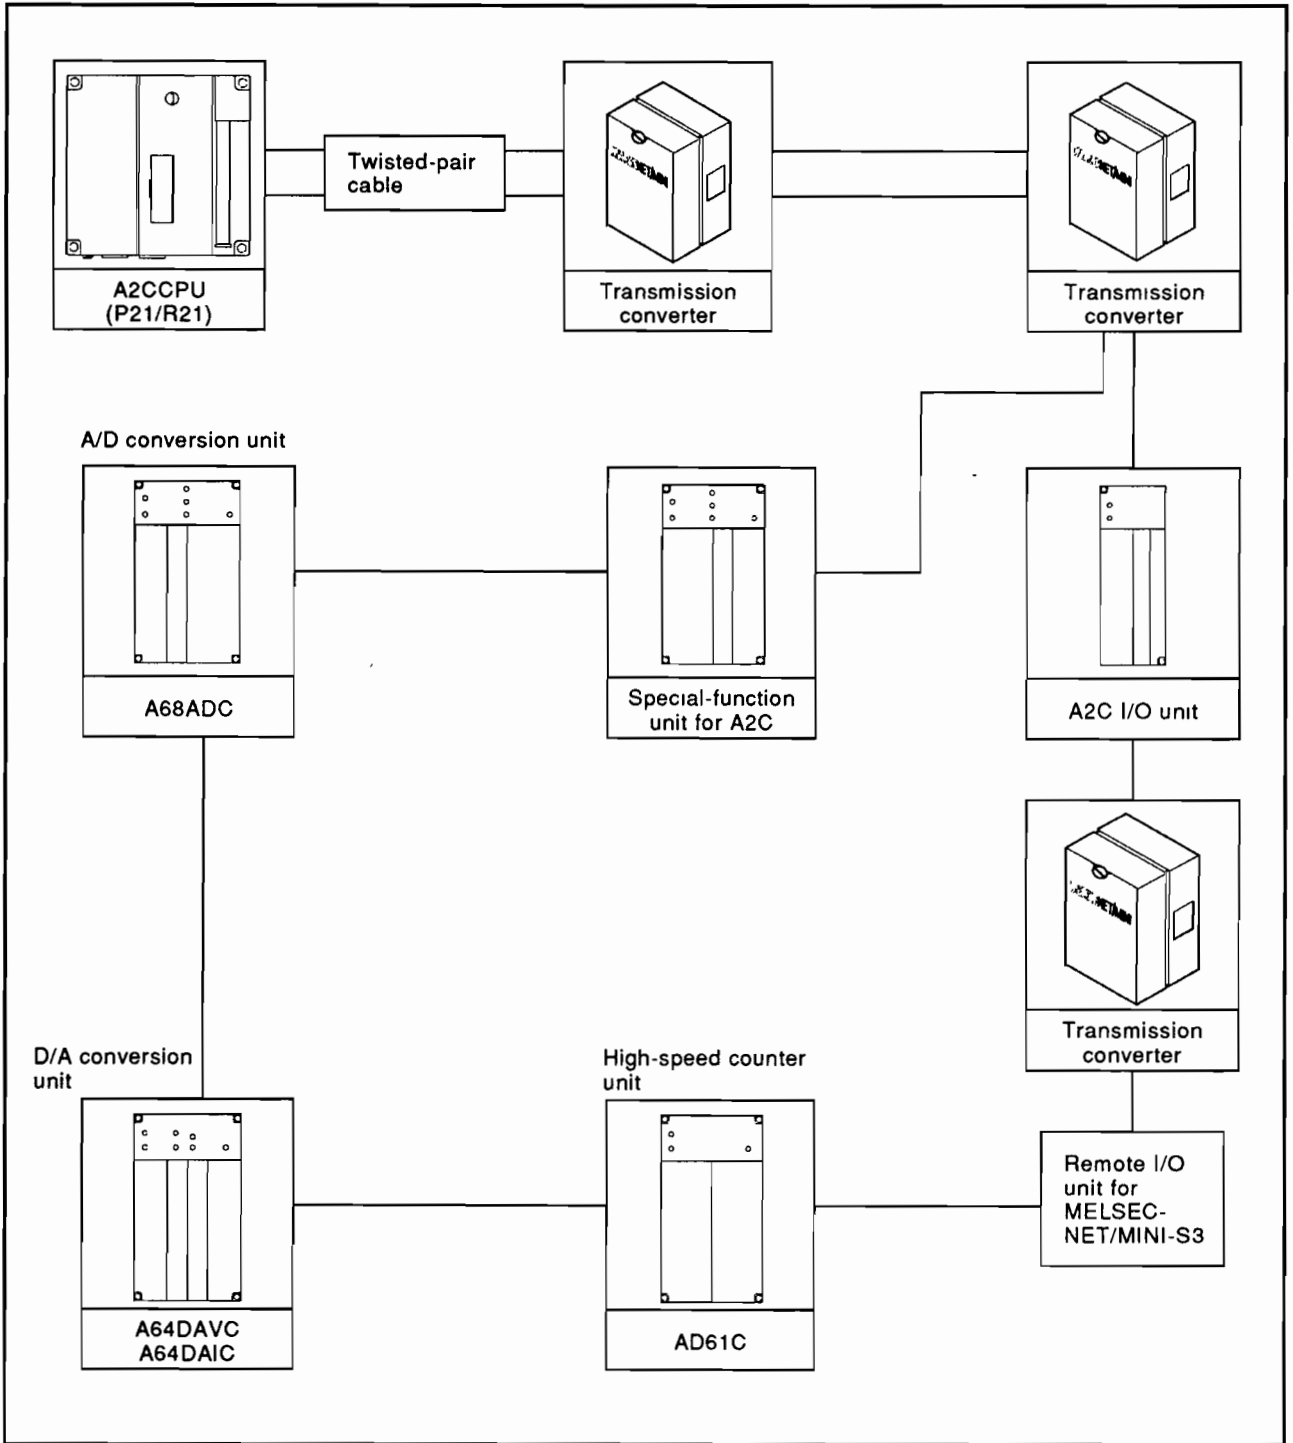 Twisted-pair
cable
A2CCPU
(P21/R21)
Transmission
converter
Transmission
converter
A/D conversion unit
A68ADC
Special-function
unit for A2C
A2C I/O unit
Transmission
converter
D/A conversion
unit
High-speed counter
unit
Remote I/O
unit for
MELSEC-
NET/MINI-S3
A64DAVC
A64DAIC
AD61C